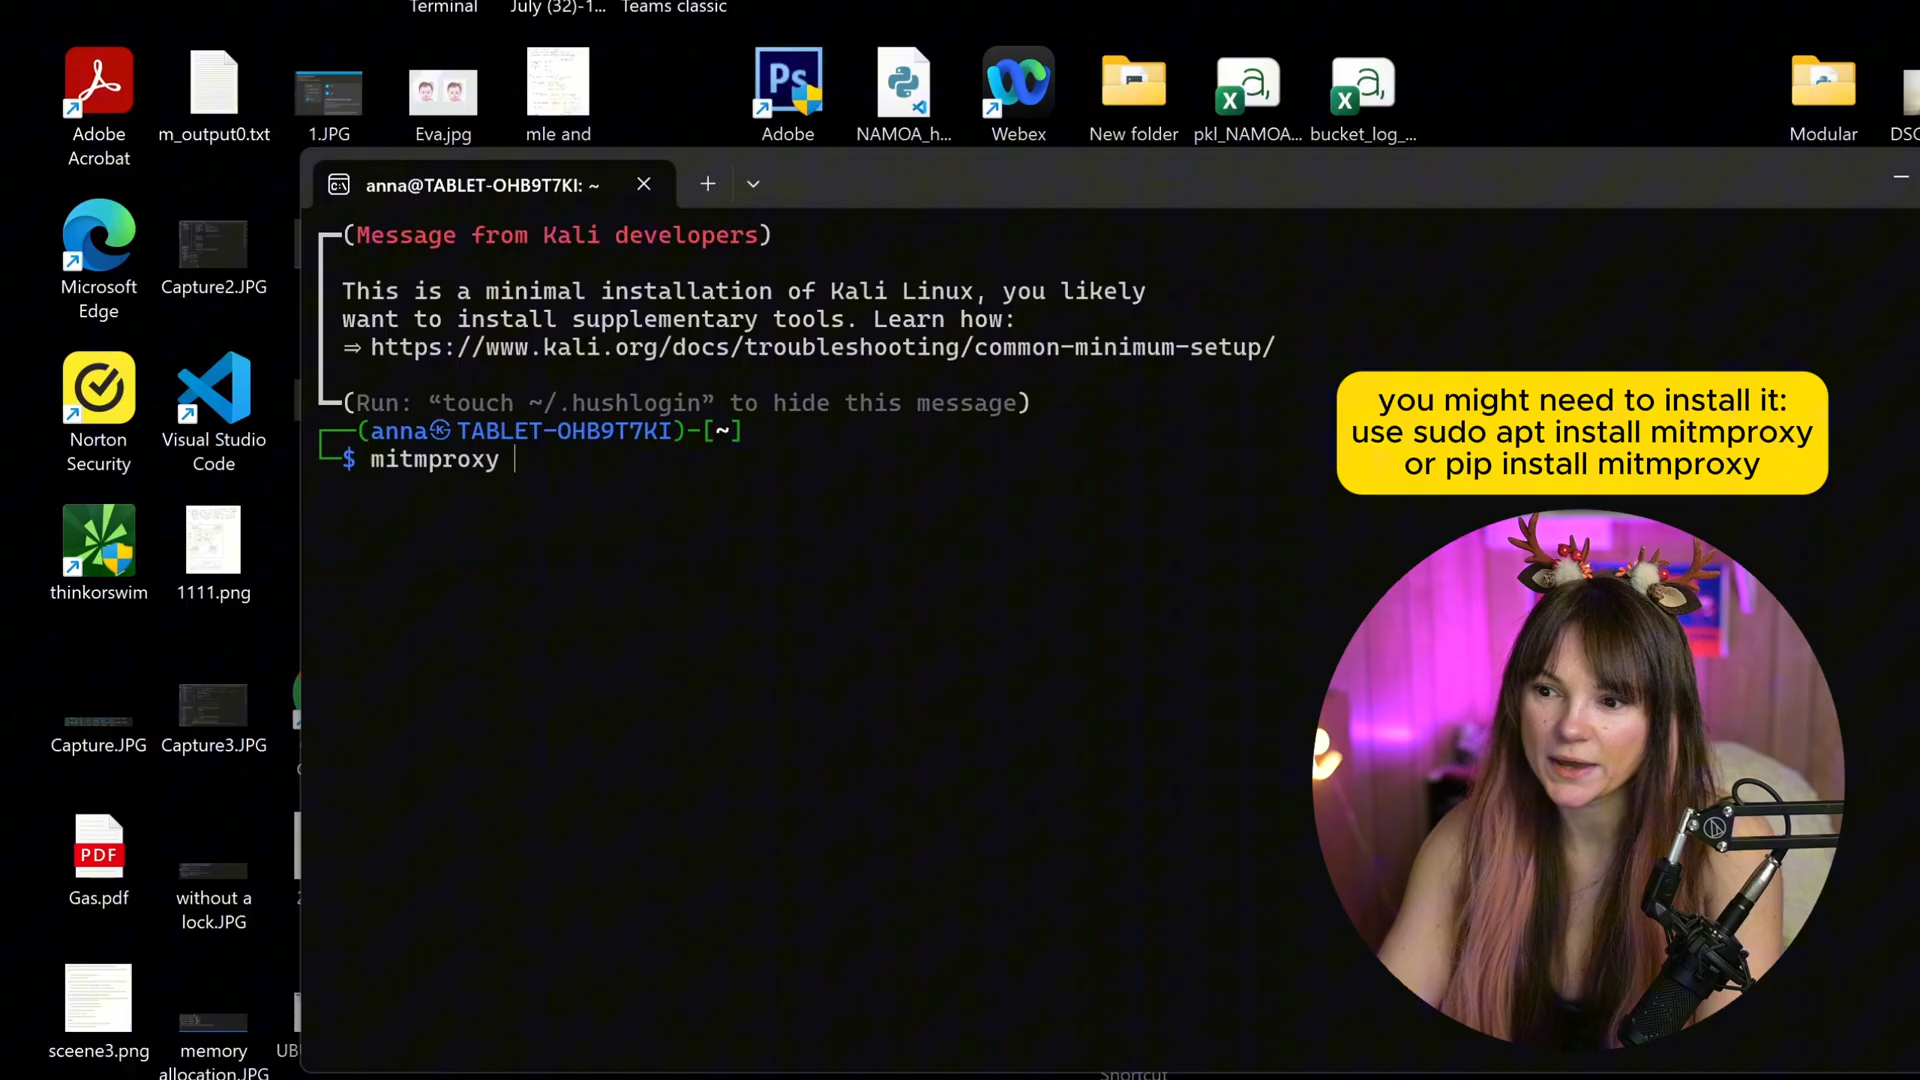 Terminal
July (32)-1...
Teams classic
Adobe
Acrobat
m_output0.txt
1.JPG
Eva.jpg
mle and
Ps
Adobe
NAMOA_h...
Webex
New folder
pkl_NAMOA...
bucket_log_...
Modular
DSC
anna@TABLET-OHB9T7KI: ~
(Message from Kali developers)
This is a minimal installation of Kali Linux, you likely
want to install supplementary tools. Learn how:
⇒ https://www.kali.org/docs/troubleshooting/common-minimum-setup/
(Run: “touch ~/.hushlogin” to hide this message)
(anna㉿TABLET-OHB9T7KI)-[~]
$ mitmproxy
you might need to install it:
use sudo apt install mitmproxy
or pip install mitmproxy
Microsoft
Edge
Capture2.JPG
Norton
Security
Visual Studio
Code
thinkorswim
1111.png
Capture.JPG
Capture3.JPG
PDF
Gas.pdf
without a
lock.JPG
sceene3.png
memory
allocation.JPG
Shortcut